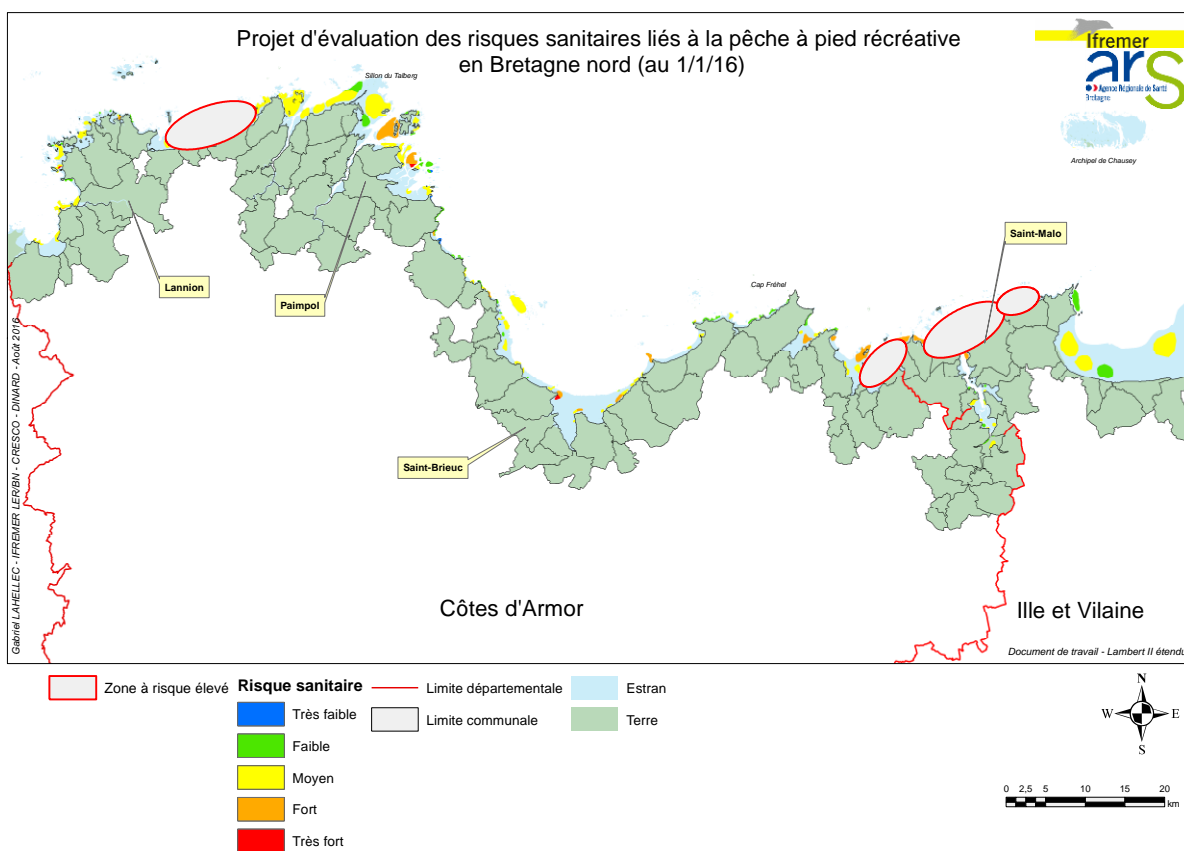 Projet d'évaluation des risques sanitaires liés à la pêche à pied récréative
en Bretagne nord (au 1/1/16)
Ifremer
ars
Agence Régionale de Santé
Bretagne
Sillon du Talberg
Archipel de Chausey
Saint-Malo
Lannion
Paimpol
Cap Fréhel
Saint-Brieuc
Gabriel LAHELLEC - IFREMER LER/BN - CRESCO - DINARD - Août 2016
Côtes d'Armor
Ille et Vilaine
Document de travail - Lambert II étendu
Zone à risque élevé
Risque sanitaire
Très faible
Faible
Moyen
Fort
Très fort
Limite départementale
Limite communale
Estran
Terre
N
W E
S
0 2,5 5 10 15 20
km